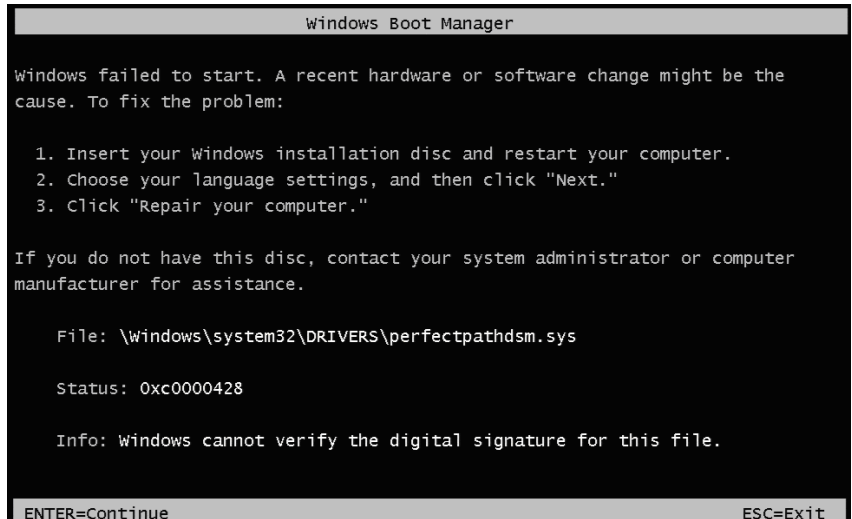 Windows Boot Manager
Windows failed to start. A recent hardware or software change might be the
cause. To fix the problem:
1. Insert your Windows installation disc and restart your computer.
2. Choose your language settings, and then click "Next."
3. Click "Repair your computer."
If you do not have this disc, contact your system administrator or computer
manufacturer for assistance.
File: \Windows\system32\DRIVERS\perfectpathdsm.sys
Status: 0xc0000428
Info: Windows cannot verify the digital signature for this file.
ENTER=Continue ESC=Exit